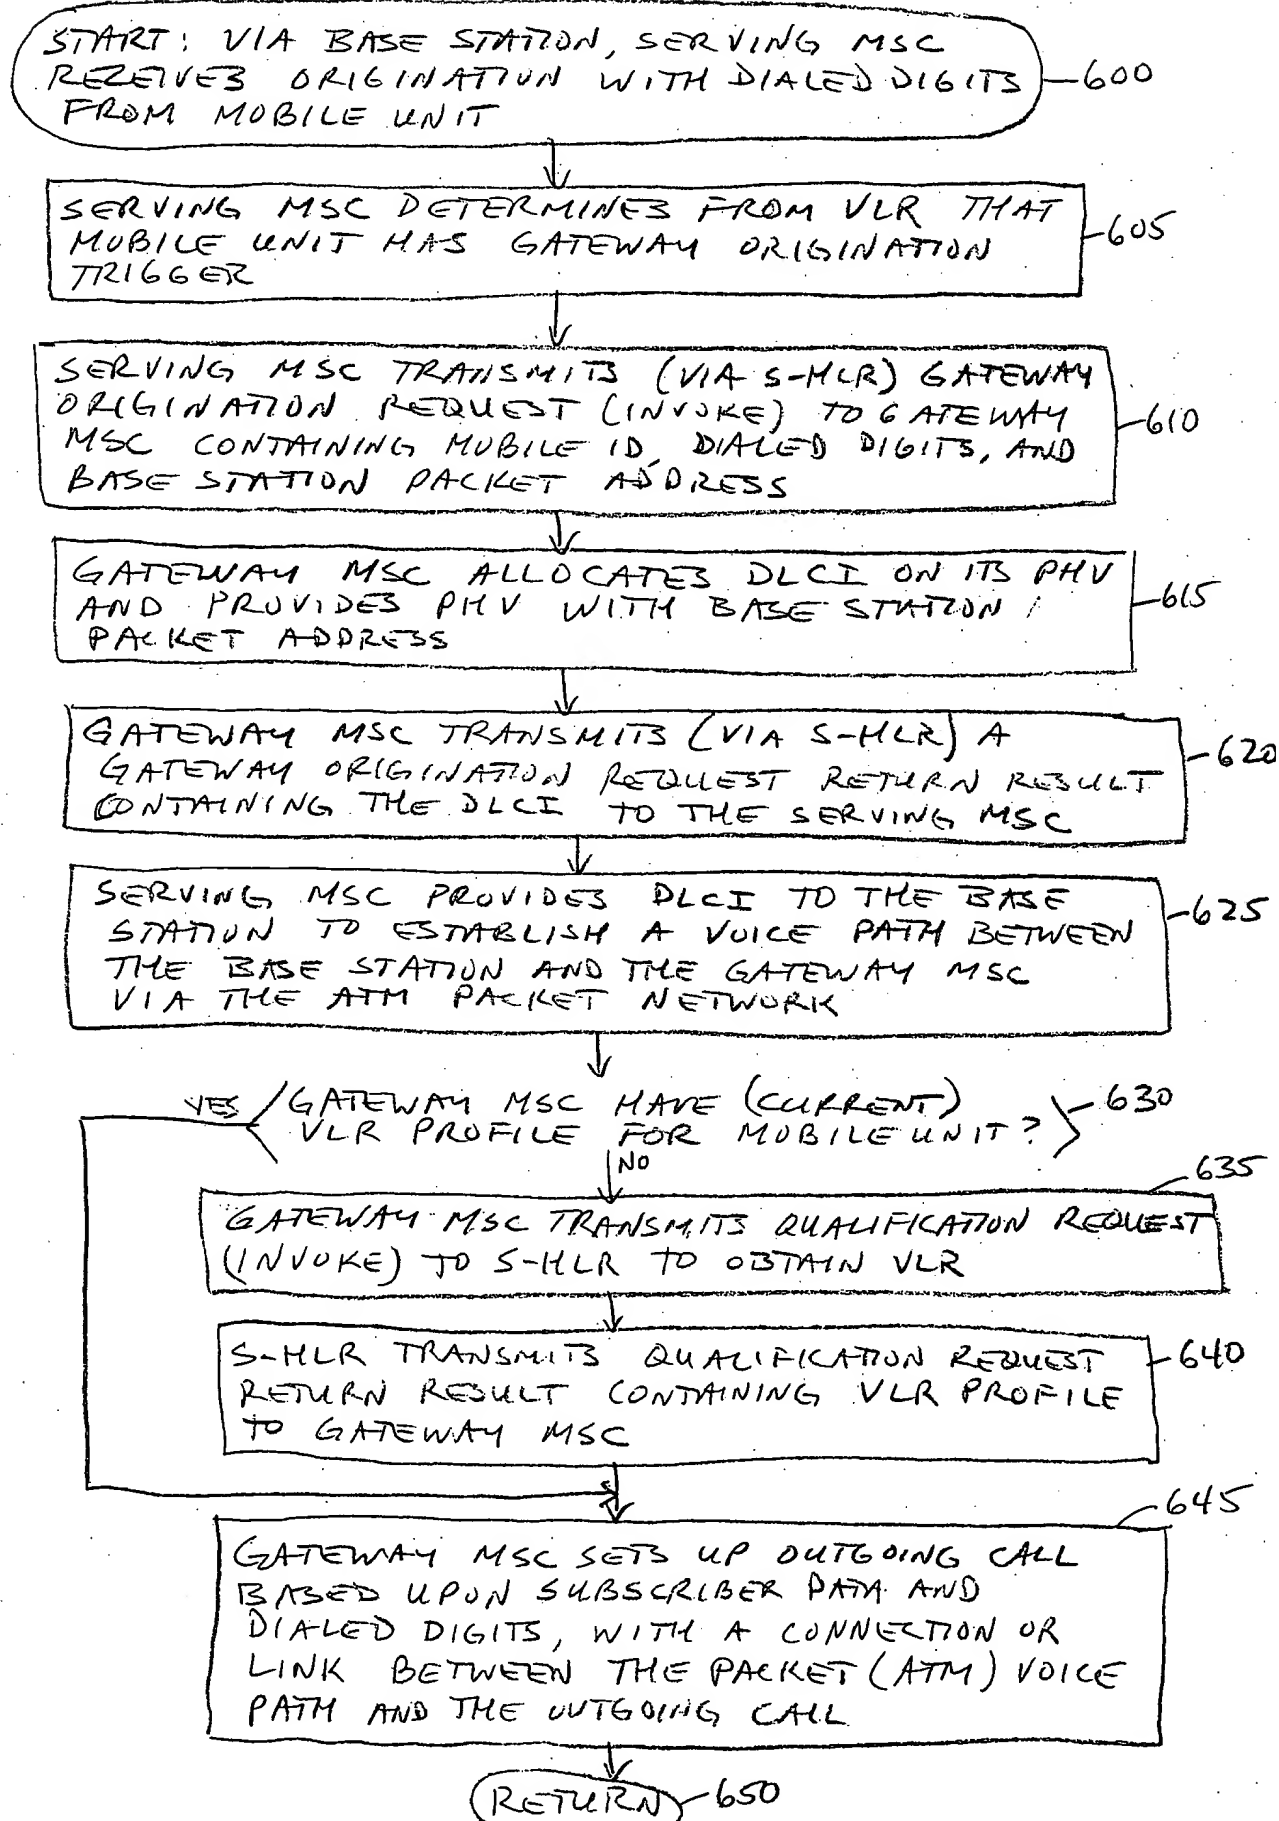 START: VIA BASE STATION, SERVING MSC
RECEIVES ORIGINATION WITH DIALED DIGITS
FROM MOBILE UNIT
600
SERVING MSC DETERMINES FROM VLR THAT
MOBILE UNIT HAS GATEWAY ORIGINATION
TRIGGER
605
SERVING MSC TRANSMITS (VIA S-HLR) GATEWAY
ORIGINATION REQUEST (INVOKE) TO GATEWAY
MSC CONTAINING MOBILE ID, DIALED DIGITS, AND
BASE STATION PACKET ADDRESS
610
GATEWAY MSC ALLOCATES DLCI ON ITS PHV
AND PROVIDES PHV WITH BASE STATION
PACKET ADDRESS
615
GATEWAY MSC TRANSMITS (VIA S-HLR) A
GATEWAY ORIGINATION REQUEST RETURN RESULT
CONTAINING THE DLCI TO THE SERVING MSC
620
SERVING MSC PROVIDES DLCI TO THE BASE
STATION TO ESTABLISH A VOICE PATH BETWEEN
THE BASE STATION AND THE GATEWAY MSC
VIA THE ATM PACKET NETWORK
625
YES
GATEWAY MSC HAVE (CURRENT)
VLR PROFILE FOR MOBILE UNIT?
630
NO
635
GATEWAY MSC TRANSMITS QUALIFICATION REQUEST
(INVOKE) TO S-HLR TO OBTAIN VLR
S-HLR TRANSMITS QUALIFICATION REQUEST
RETURN RESULT CONTAINING VLR PROFILE
TO GATEWAY MSC
640
645
GATEWAY MSC SETS UP OUTGOING CALL
BASED UPON SUBSCRIBER DATA AND
DIALED DIGITS, WITH A CONNECTION OR
LINK BETWEEN THE PACKET (ATM) VOICE
PATH AND THE OUTGOING CALL
RETURN
650